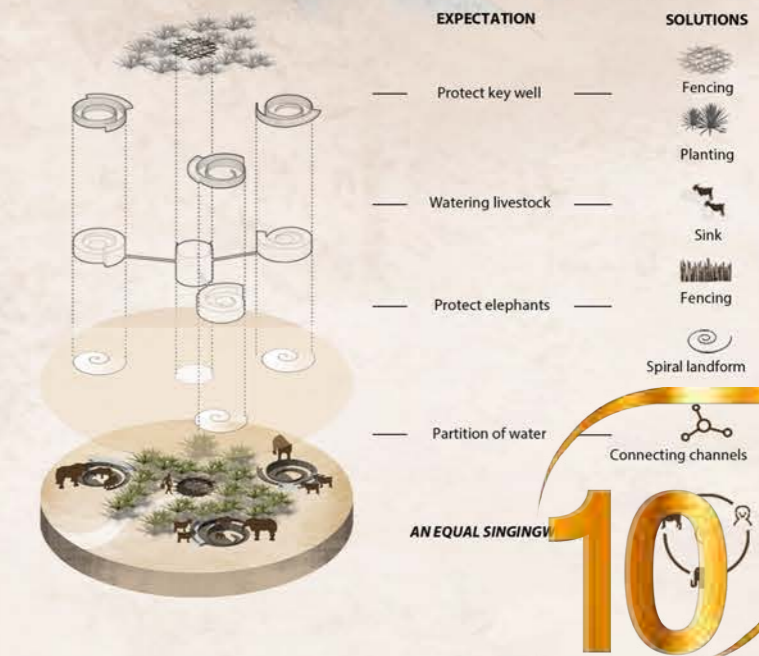 EXPECTATION
SOLUTIONS
Protect key well
Fencing
Planting
Watering livestock
Sink
Protect elephants
Fencing
Spiral landform
Partition of water
Connecting channels
AN EQUAL
10